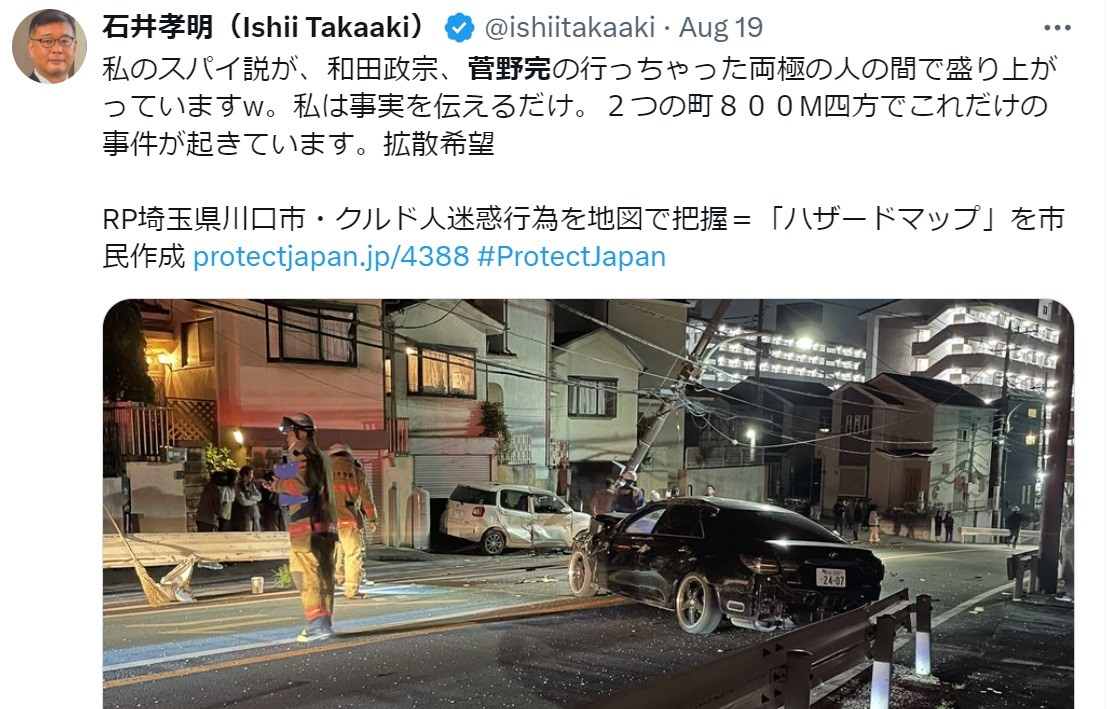 石井孝明（Ishii Takaaki） @ishiitakaaki · Aug 19
私のスパイ説が、和田政宗、菅野完の行っちゃった両極の人の間で盛り上が
っていますw。私は事実を伝えるだけ。２つの町８００M四方でこれだけの
事件が起きています。拡散希望
RP埼玉県川口市・クルド人迷惑行為を地図で把握＝「ハザードマップ」を市
民作成 protectjapan.jp/4388 #ProtectJapan
24-07